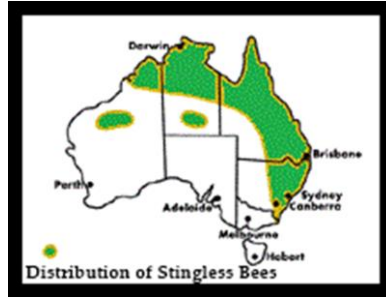 Darwin
Brisbane
Perth
Sydney
Canberra
Adelaide
Melbourne
Hobart
Distribution of Stingless Bees